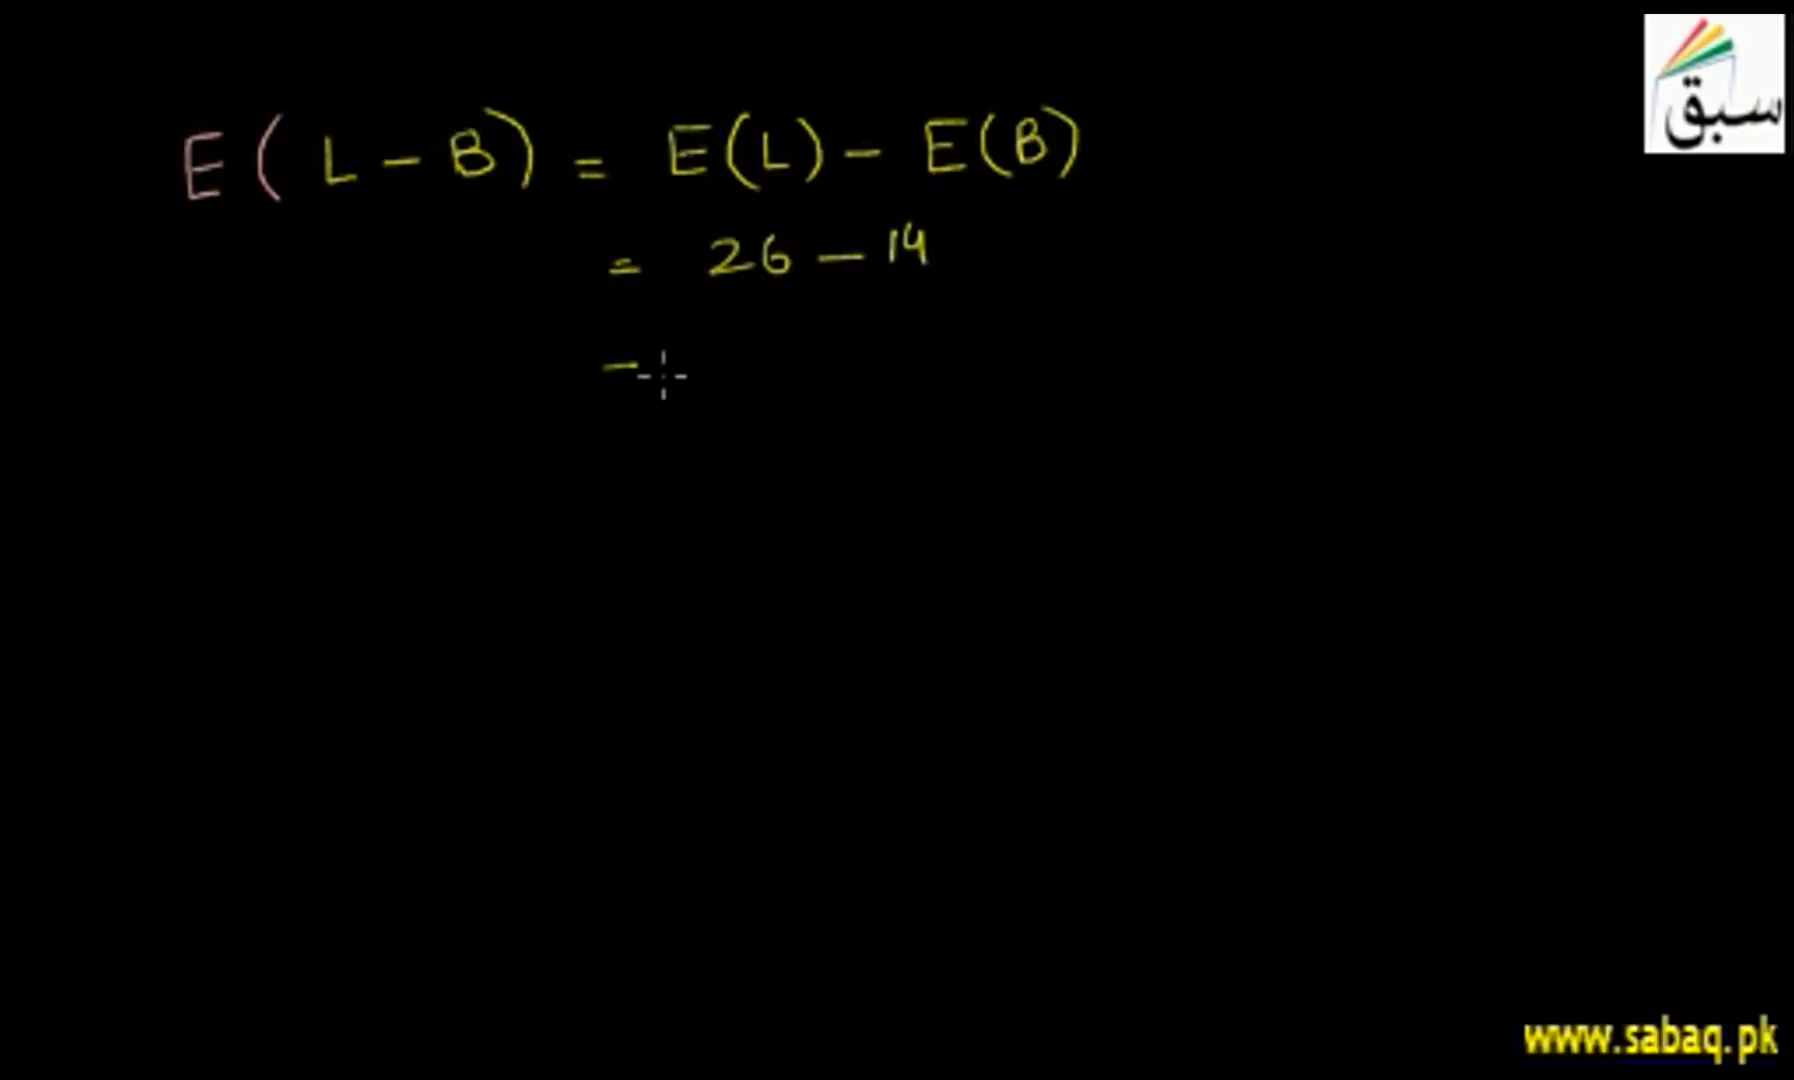 سبق
E(L-B) = E(L) - E(B)
= 26 - 14
-
www.sabaq.pk